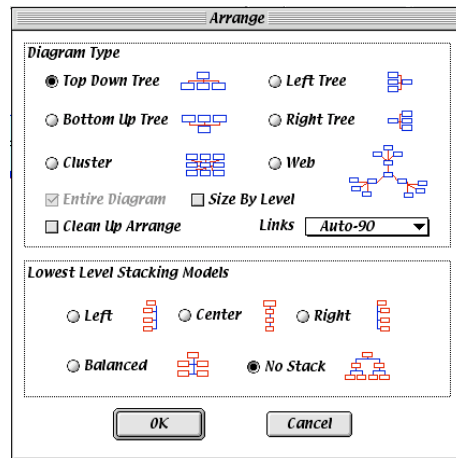 Arrange
Diagram Type
Top Down Tree Left Tree
Bottom Up Tree Right Tree
Cluster Web
Entire Diagram Size By Level
Clean Up Arrange Links Auto-90
Lowest Level Stacking Models
Left Center Right
Balanced No Stack
OK Cancel